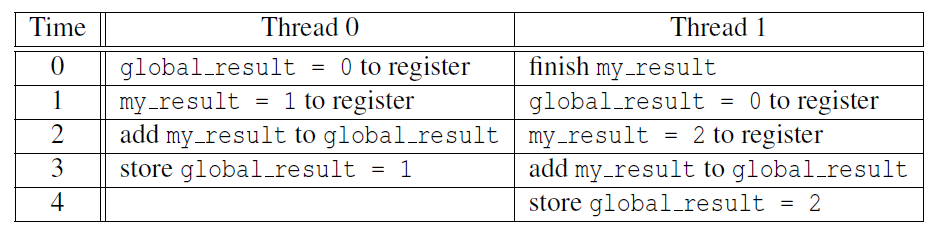 Time Thread 0 Thread 1
0 global_result = 0 to register finish my_result
1 my_result = 1 to register global_result = 0 to register
2 add my_result to global_result my_result = 2 to register
3 store global_result = 1 add my_result to global_result
4 store global_result = 2